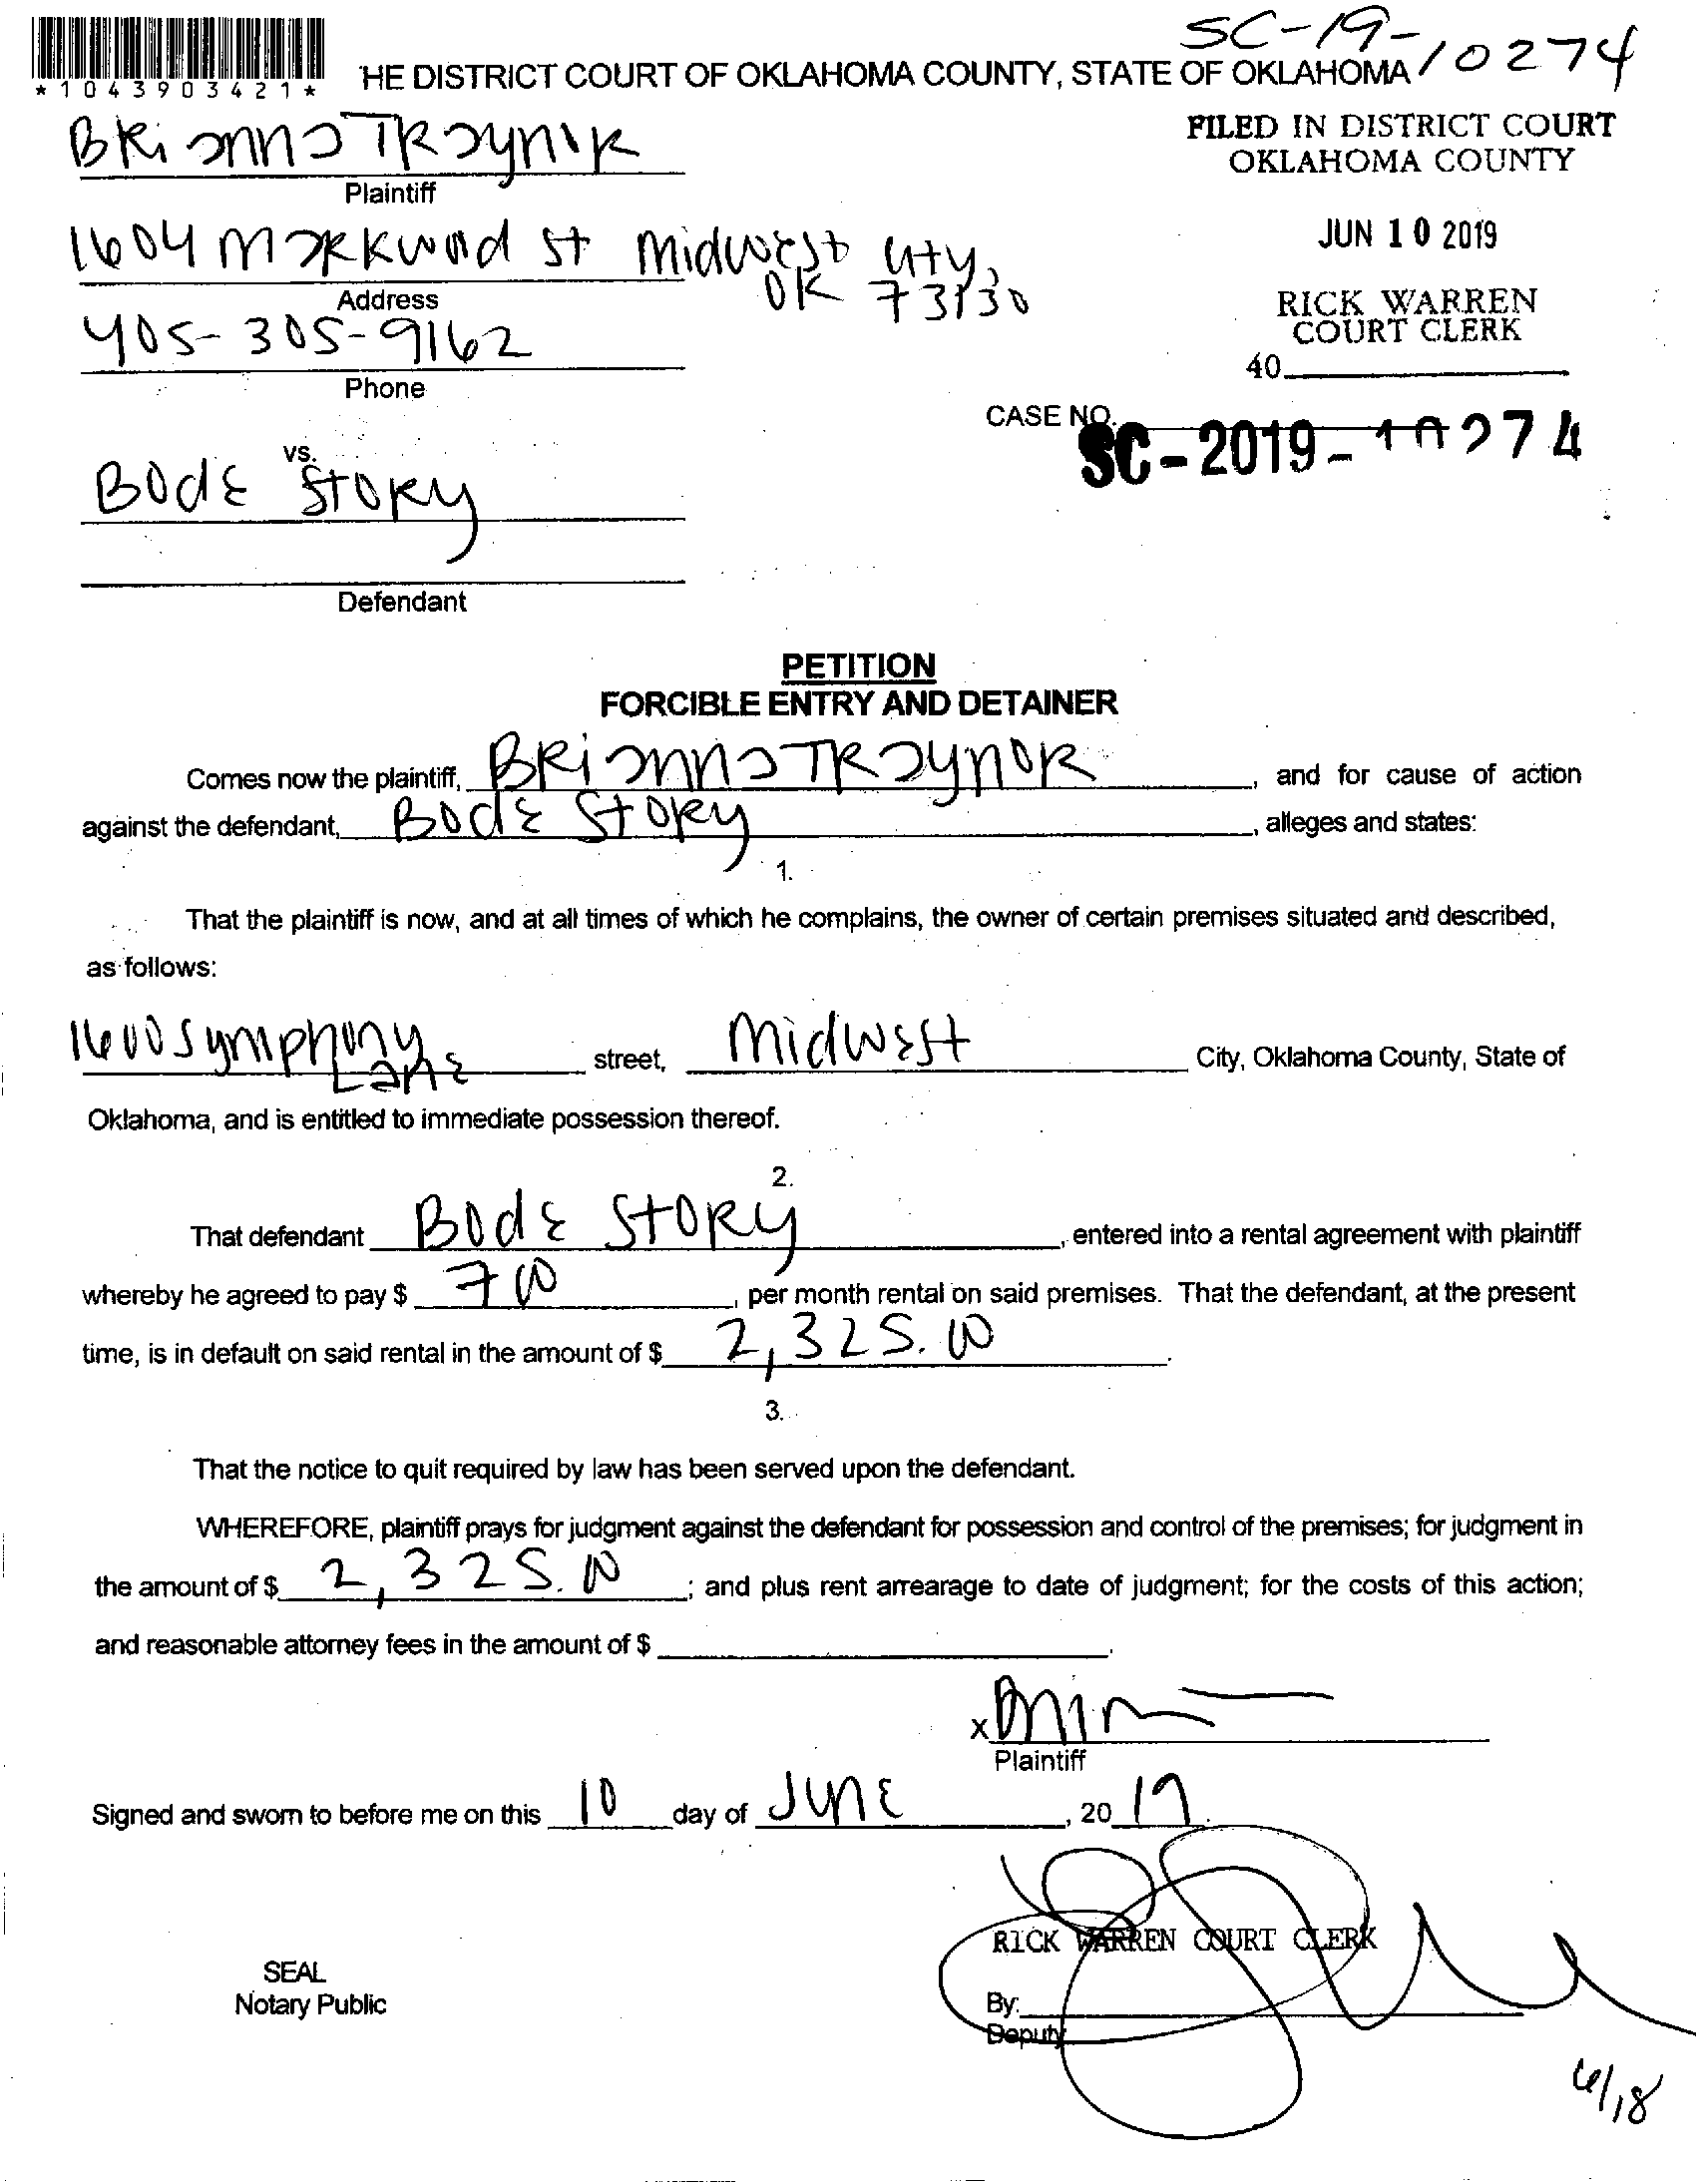 SC-19-10274
*1043903421*
HE DISTRICT COURT OF OKLAHOMA COUNTY, STATE OF OKLAHOMA
BRianna TRaynoR
Plaintiff
FILED IN DISTRICT COURT
OKLAHOMA COUNTY
JUN 10 2019
RICK WARREN
COURT CLERK
40
1604 MaRkwood St Midwest City,
OK 73130
Address
405-305-9162
Phone
CASE NO.
SC-2019-10274
vs.
Bode StoRy
Defendant
PETITION
FORCIBLE ENTRY AND DETAINER
Comes now the plaintiff, BRianna TRaynoR, and for cause of action
against the defendant, Bode StoRy, alleges and states:
1.
That the plaintiff is now, and at all times of which he complains, the owner of certain premises situated and described,
as follows:
1600 Symphony Lane street, Midwest City, Oklahoma County, State of
Oklahoma, and is entitled to immediate possession thereof.
2.
That defendant Bode StoRy, entered into a rental agreement with plaintiff
whereby he agreed to pay $ 700, per month rental on said premises. That the defendant, at the present
time, is in default on said rental in the amount of $ 2,325.00.
3.
That the notice to quit required by law has been served upon the defendant.
WHEREFORE, plaintiff prays for judgment against the defendant for possession and control of the premises; for judgment in
the amount of $ 2,325.00; and plus rent arrearage to date of judgment; for the costs of this action;
and reasonable attorney fees in the amount of $ .
x
Plaintiff
Signed and sworn to before me on this 10 day of June, 2019.
RICK WARREN COURT CLERK
SEAL
Notary Public
By:
Deputy
6/18